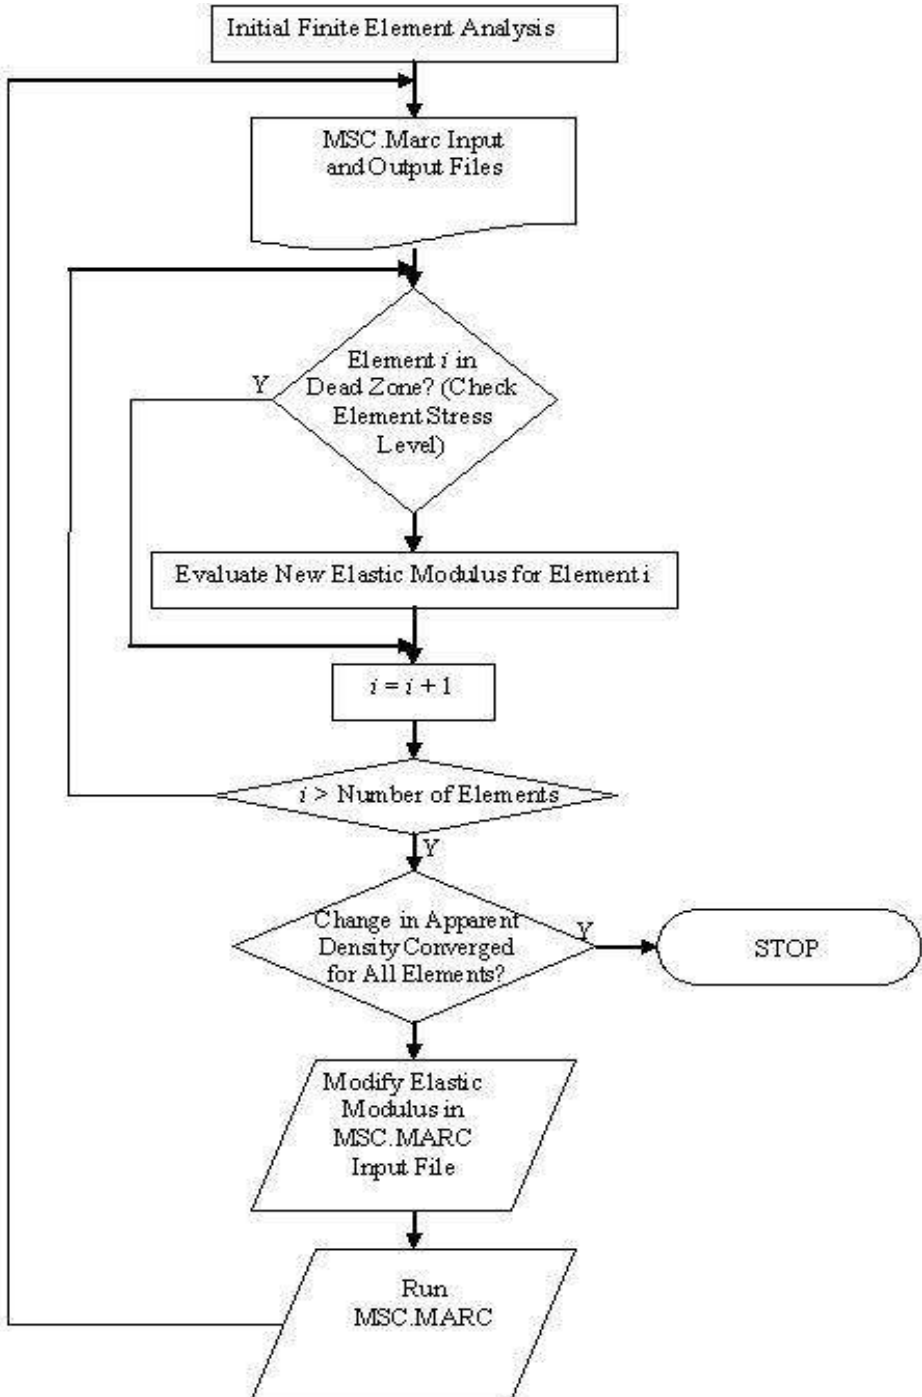 Initial Finite Element Analysis
MSC.Marc Input
and Output Files
Element i in
Dead Zone? (Check
Element Stress
Level)
Y
Evaluate New Elastic Modulus for Element i
i = i + 1
i > Number of Elements
Y
Change in Apparent
Density Converged
for All Elements?
Y
STOP
Modify Elastic
Modulus in
MSC.MARC
Input File
Run
MSC.MARC